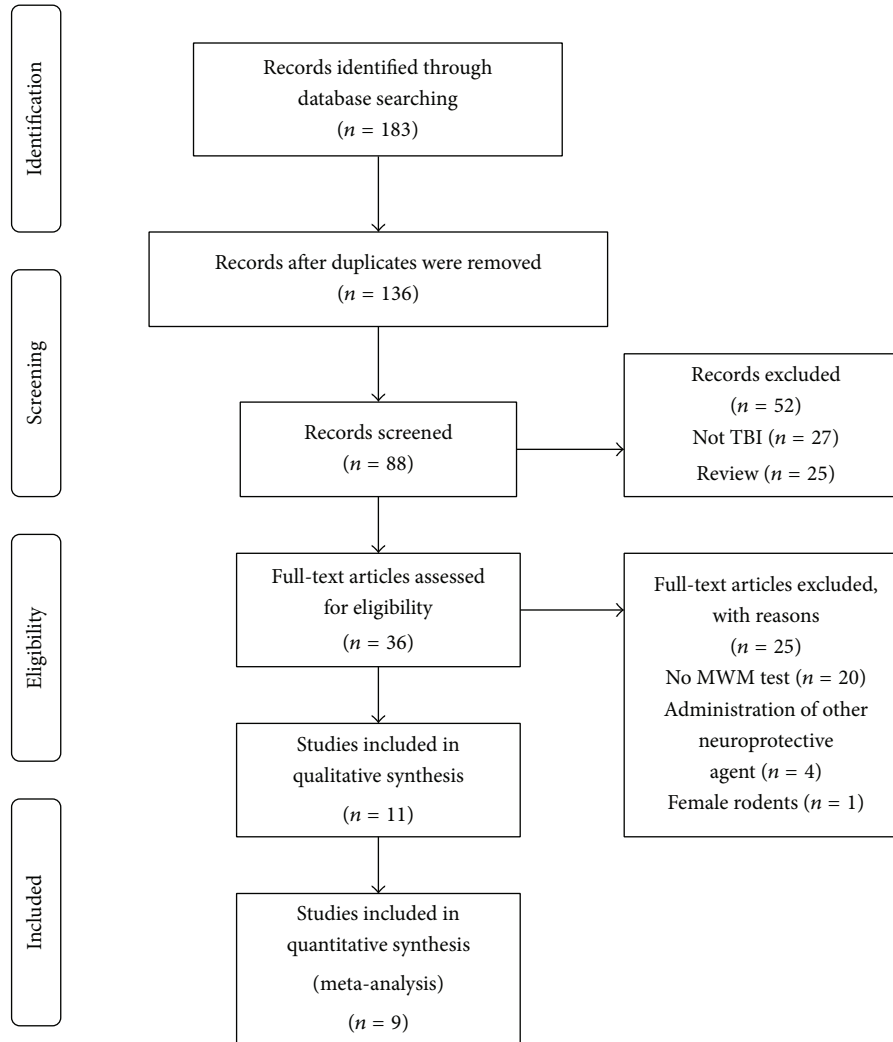 Identification
Records identified through
database searching
(n = 183)
Records after duplicates were removed
(n = 136)
Screening
Records screened
(n = 88)
Records excluded
(n = 52)
Not TBI (n = 27)
Review (n = 25)
Eligibility
Full-text articles assessed
for eligibility
(n = 36)
Full-text articles excluded,
with reasons
(n = 25)
No MWM test (n = 20)
Administration of other
neuroprotective
agent (n = 4)
Female rodents (n = 1)
Studies included in
qualitative synthesis
(n = 11)
Included
Studies included in
quantitative synthesis
(meta-analysis)
(n = 9)